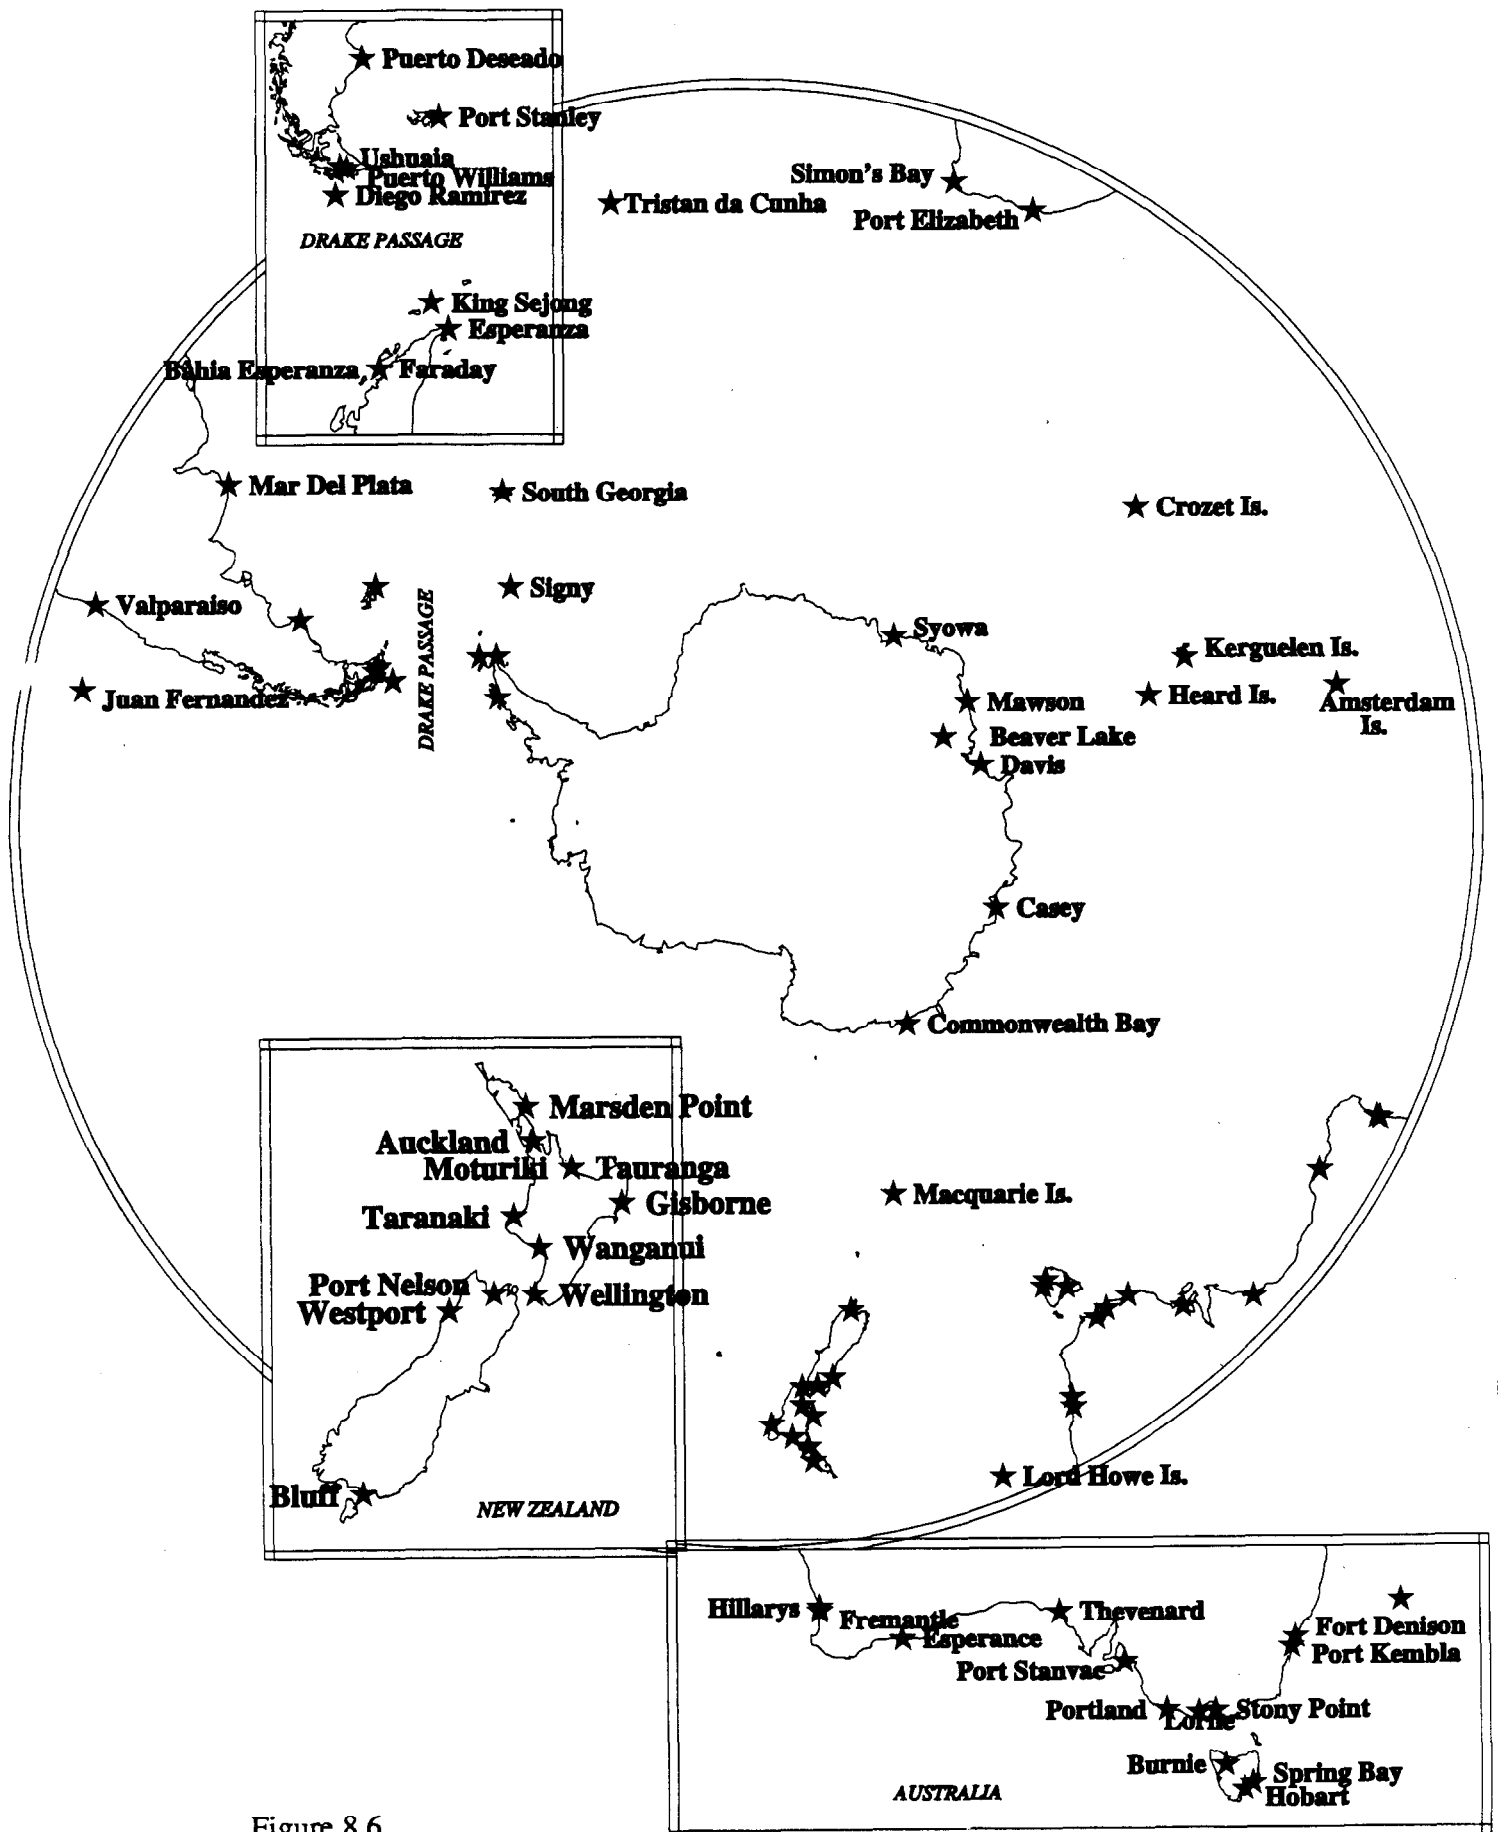 Puerto Deseado
Port Stanley
Ushuaia
Puerto Williams
Diego Ramirez
DRAKE PASSAGE
King Sejong
Esperanza
Bahia Esperanza
Faraday
Simon's Bay
Tristan da Cunha
Port Elizabeth
Mar Del Plata
South Georgia
Crozet Is.
Valparaiso
Signy
DRAKE PASSAGE
Syowa
Kerguelen Is.
Juan Fernandez
Mawson
Heard Is.
Amsterdam
Is.
Beaver Lake
Davis
Casey
Commonwealth Bay
Marsden Point
Auckland
Moturiki
Tauranga
Taranaki
Gisborne
Wanganui
Port Nelson
Wellington
Westport
Bluff
NEW ZEALAND
Macquarie Is.
Lord Howe Is.
Hillarys
Fremantle
Esperance
Thevenard
Port Stanvac
Fort Denison
Port Kembla
Portland
Lorne
Stony Point
Burnie
Spring Bay
Hobart
AUSTRALIA
Figure 8.6